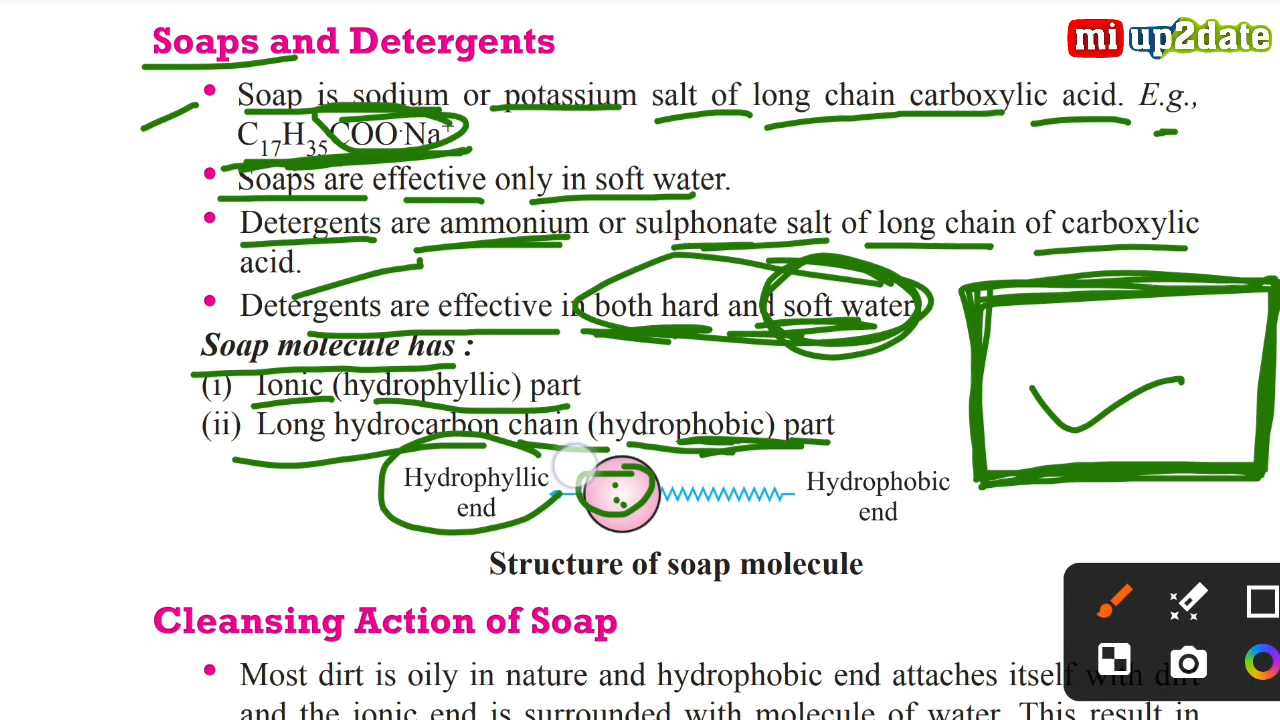 Soaps and Detergents
mi up2date
• Soap is sodium or potassium salt of long chain carboxylic acid. E.g.,
C17H35COO-Na+
• Soaps are effective only in soft water.
• Detergents are ammonium or sulphonate salt of long chain of carboxylic
acid.
• Detergents are effective in both hard and soft water
Soap molecule has :
(i) Ionic (hydrophyllic) part
(ii) Long hydrocarbon chain (hydrophobic) part
Hydrophyllic
end
Hydrophobic
end
Structure of soap molecule
Cleansing Action of Soap
• Most dirt is oily in nature and hydrophobic end attaches itself with dirt
and the ionic end is surrounded with molecule of water. This result in